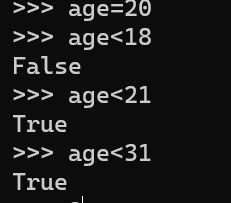 >>> age=20
>>> age<18
False
>>> age<21
True
>>> age<31
True